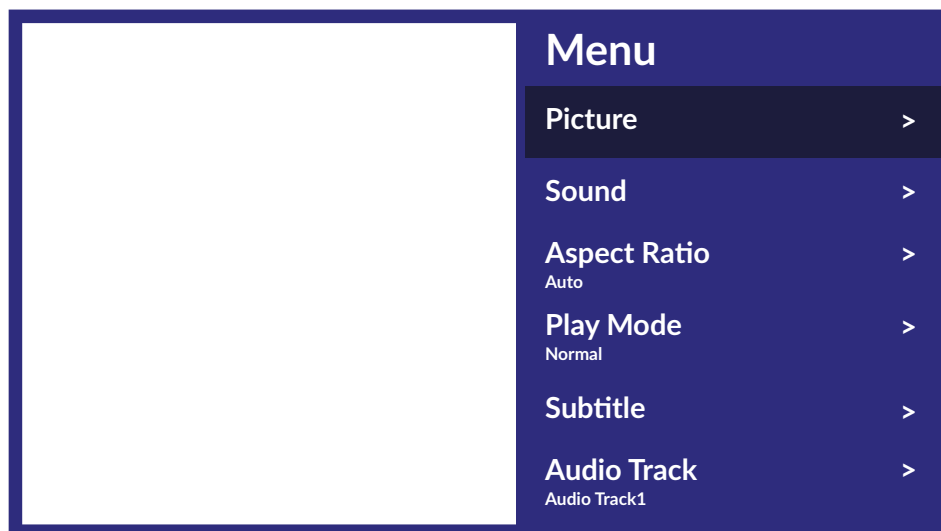 Menu
Picture >
Sound >
Aspect Ratio >
Auto
Play Mode >
Normal
Subtitle >
Audio Track >
Audio Track1